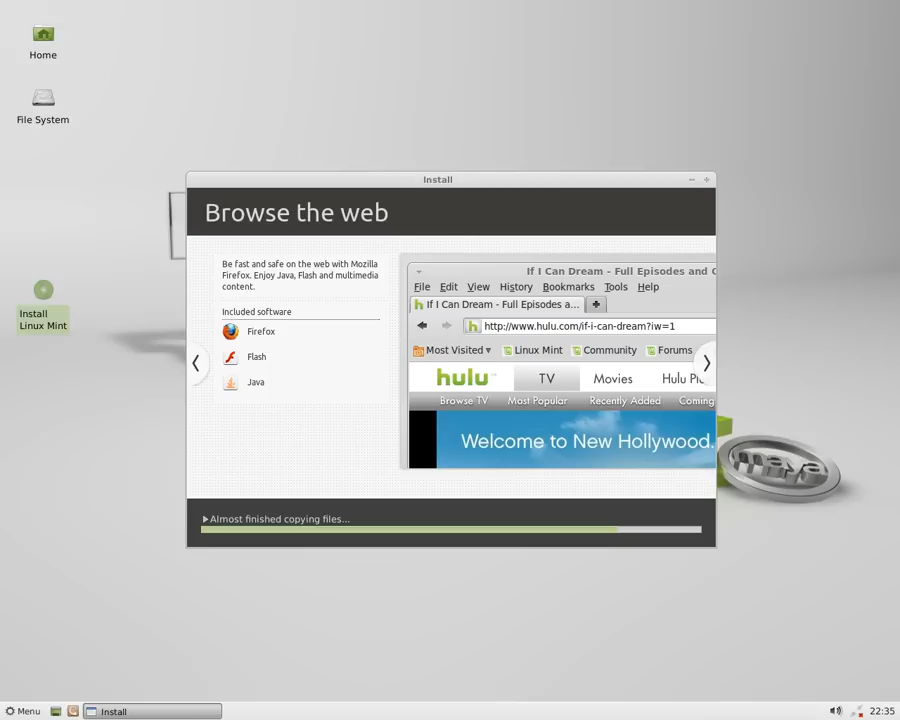 Home
File System
Install
Linux Mint
Install
Browse the web
Be fast and safe on the web with Mozilla
Firefox. Enjoy Java, Flash and multimedia
content.
Included software
Firefox
Flash
Java
If I Can Dream - Full Episodes and C
File Edit View History Bookmarks Tools Help
If I Can Dream - Full Episodes a...
http://www.hulu.com/if-i-can-dream?iw=1
Most Visited Linux Mint Community Forums
hulu TV Movies Hulu Pl
Browse TV Most Popular Recently Added Coming
Welcome to New Hollywood.
maya
Almost finished copying files...
Menu Install 22:35